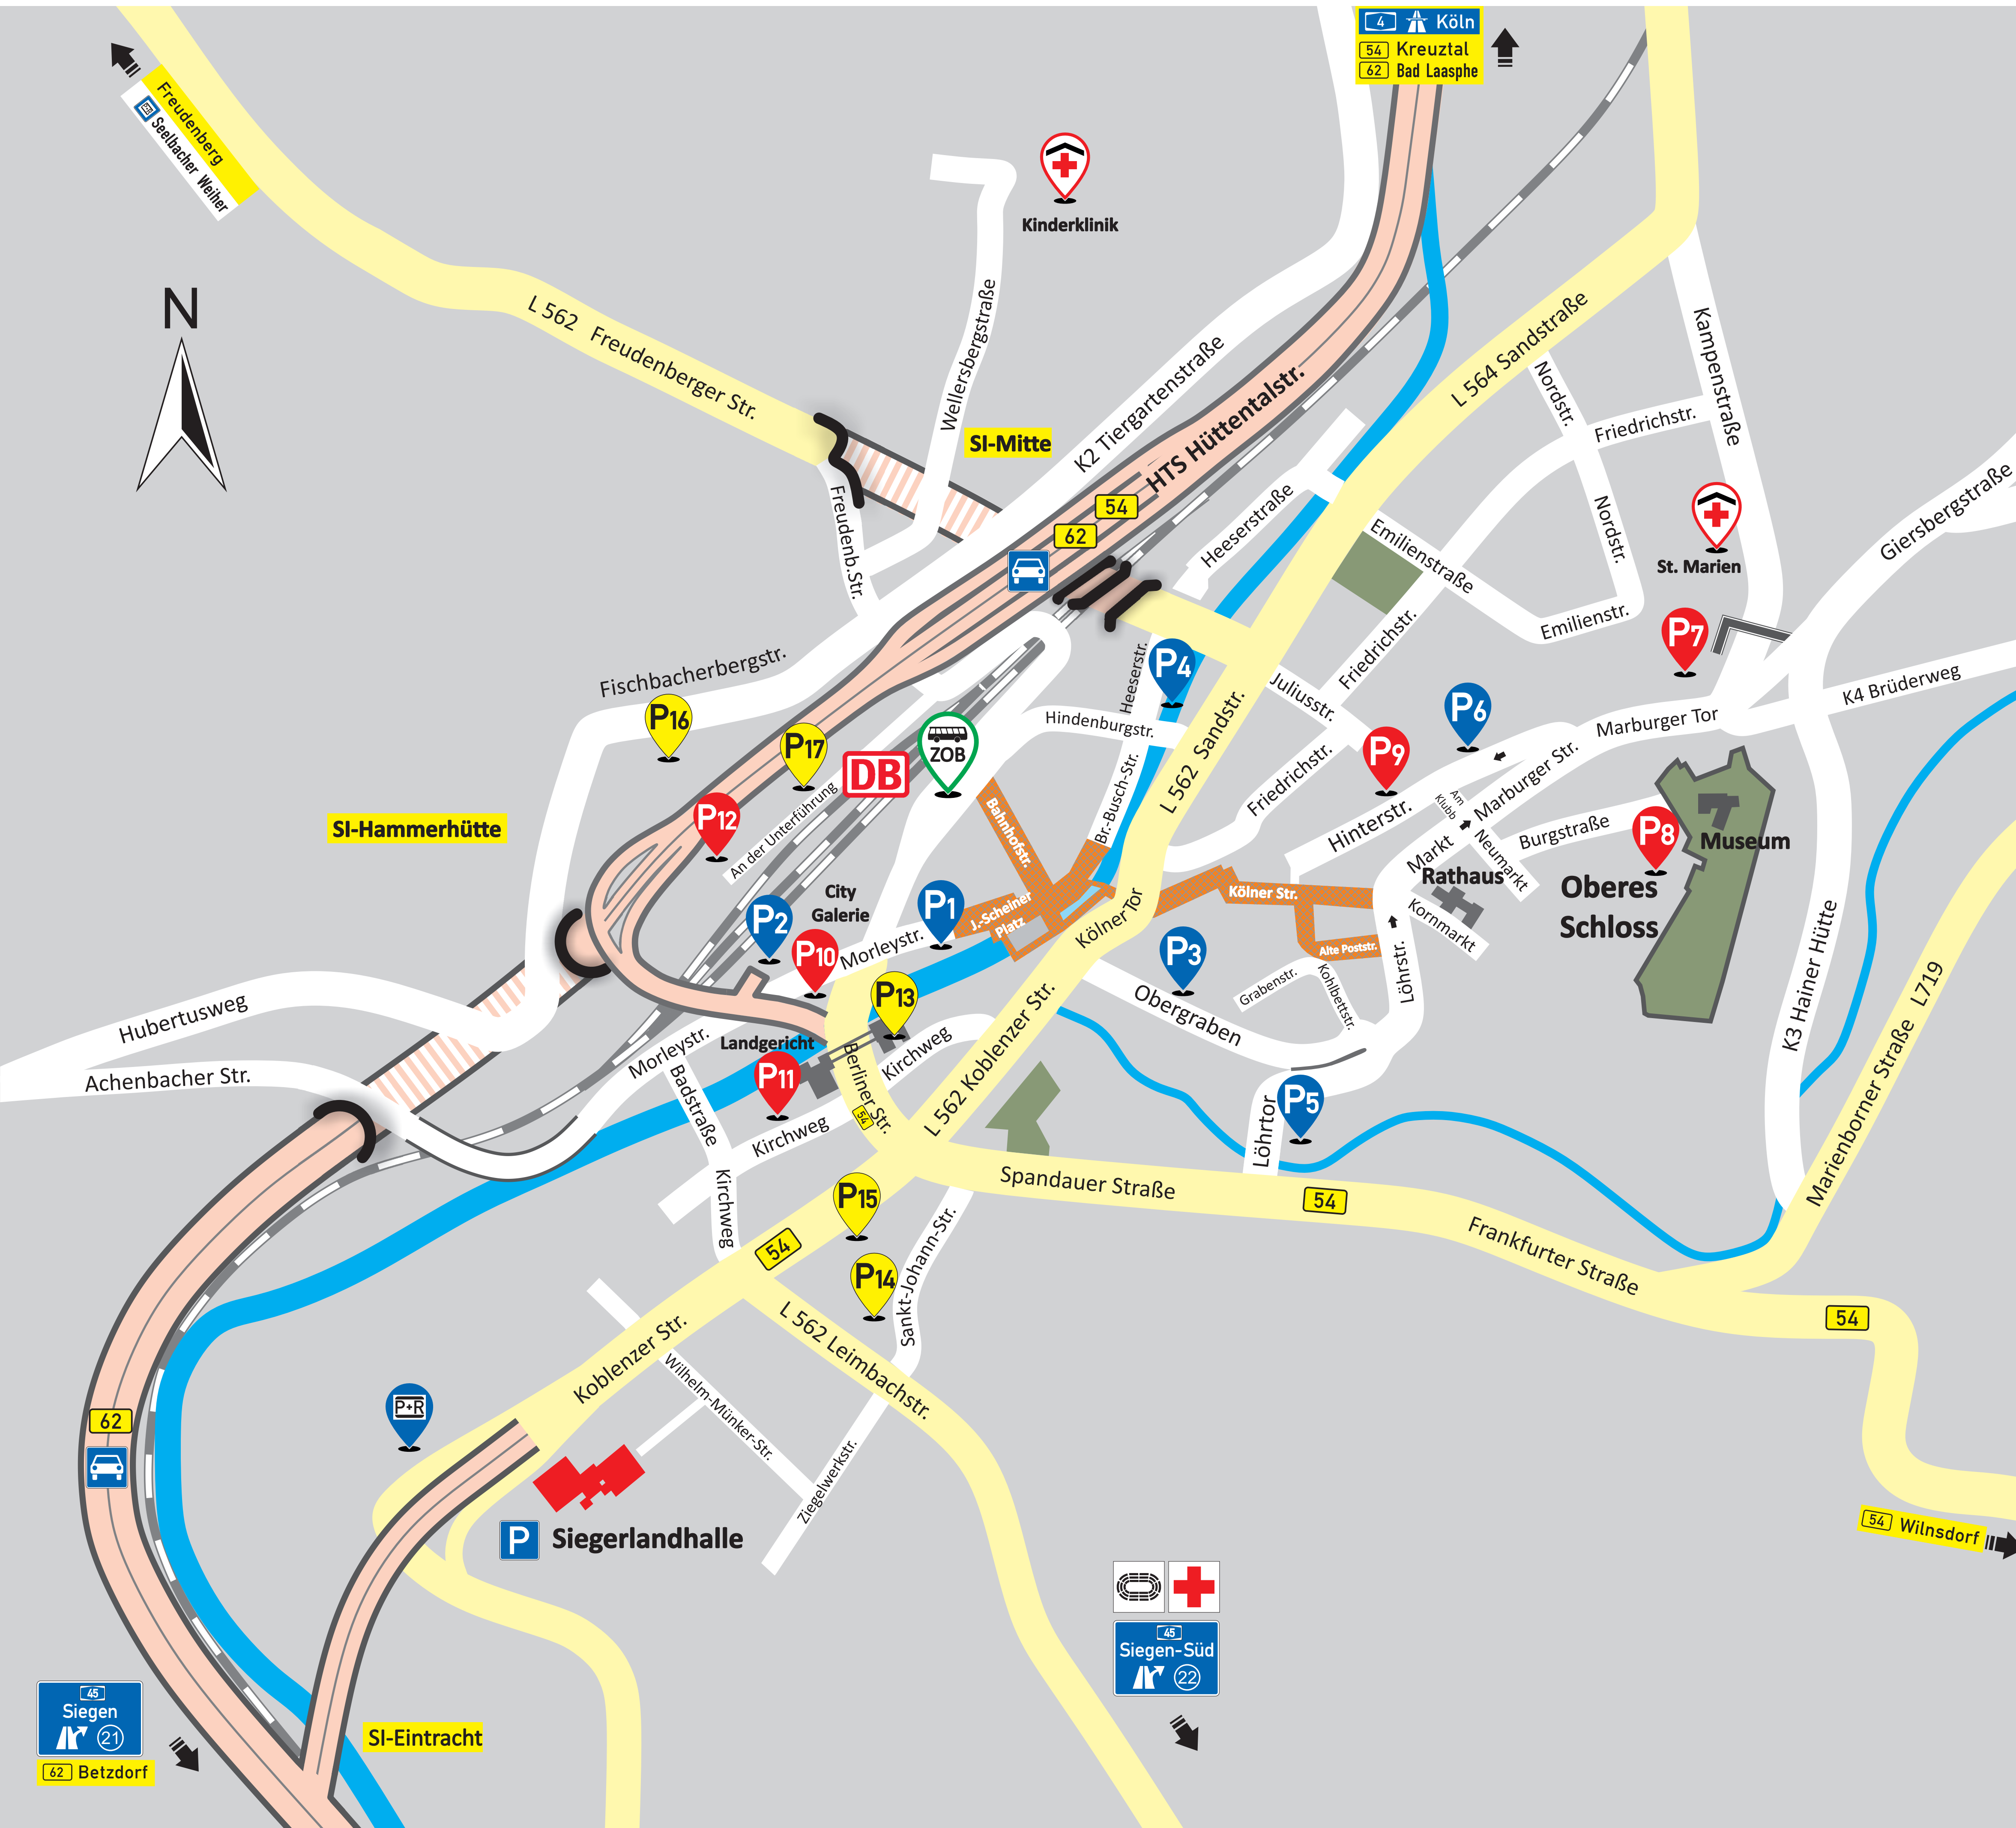 4 Köln
54 Kreuztal
62 Bad Laasphe
Freudenberg
P+R Seelbacher Weiher
Kinderklinik
N
L 562 Freudenberger Str.
Wellersbergstraße
K2 Tiergartenstraße
L 564 Sandstraße
Kampenstraße
Nordstr.
Friedrichstr.
SI-Mitte
HTS Hüttentalstr.
54
62
Freudenb.Str.
Heeserstraße
Emilienstraße
Nordstr.
Giersbergstraße
St. Marien
Emilienstr.
Friedrichstr.
P7
Fischbacherbergstr.
Heeserstr.
P4
Juliusstr.
K4 Brüderweg
P16
P17
DB
ZOB
Hindenburgstr.
L 562 Sandstr.
P9
P6
Marburger Tor
Marburger Str.
SI-Hammerhütte
P12
An der Unterführung
Bahnhofstr.
Br.-Busch-Str.
Friedrichstr.
Hinterstr.
Am
Klubb
Markt
Neumarkt
Burgstraße
P8
Museum
City
Galerie
P2
P1
J.-Scheiner
Platz
Kölner Tor
Kölner Str.
Rathaus
Kornmarkt
Oberes
Schloss
P10
Morleystr.
P3
Alte Poststr.
Grabenstr.
Kohlbettstr.
Löhrstr.
K3 Hainer Hütte
Marienborner Straße L719
Hubertusweg
P13
Obergraben
Achenbacher Str.
Morleystr.
Landgericht
P11
Berliner Str.
54
Kirchweg
L 562 Koblenzer Str.
Badstraße
Kirchweg
Kirchweg
P5
Löhrtor
P15
Spandauer Straße
54
Frankfurter Straße
54
54
P14
Sankt-Johann-Str.
L 562 Leimbachstr.
Koblenzer Str.
Wilhelm-Münker-Str.
Ziegelwerkstr.
62
P+R
P Siegerlandhalle
54 Wilnsdorf
45
Siegen-Süd
22
45
Siegen
21
62 Betzdorf
SI-Eintracht